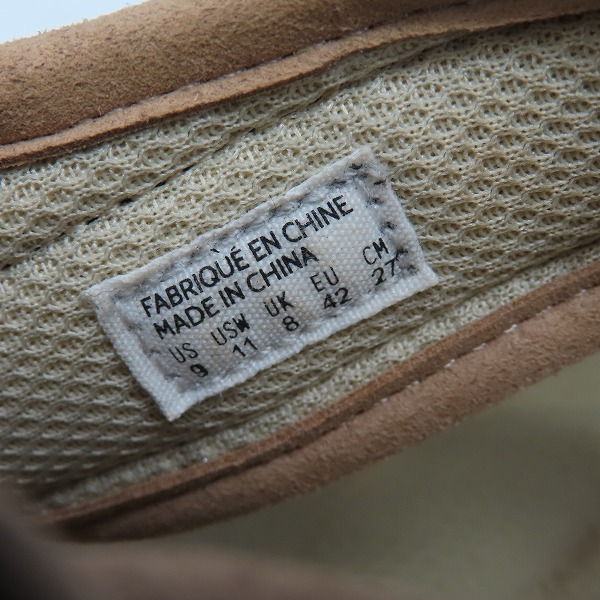 FABRIQUÉ EN CHINE
MADE IN CHINA
US USW UK EU CM
9 11 8 42 27